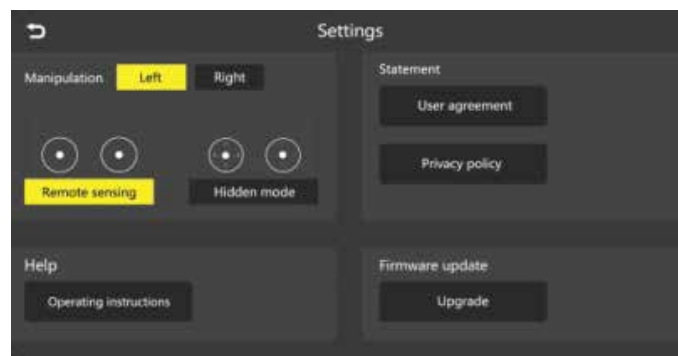 Settings
Manipulation Left Right
Remote sensing Hidden mode
Statement
User agreement
Privacy policy
Help
Operating instructions
Firmware update
Upgrade